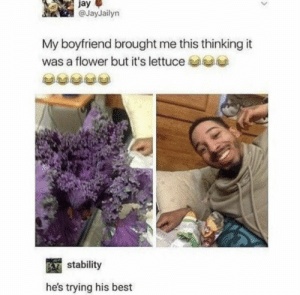 jay
@JayJailyn
My boyfriend brought me this thinking it
was a flower but it's lettuce 😂😂😂
😂😂😂😂😂
stability
he's trying his best